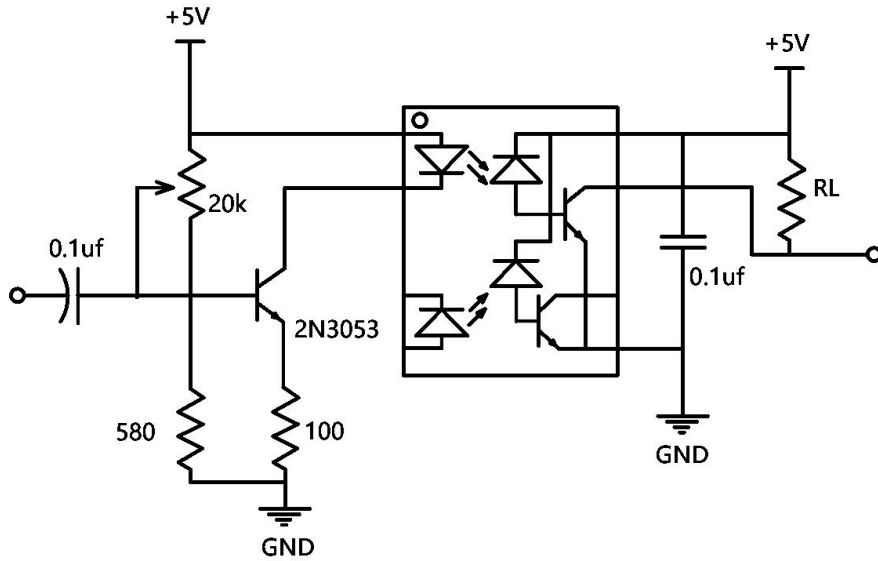 +5V
+5V
20k
RL
0.1uf
0.1uf
2N3053
580
100
GND
GND